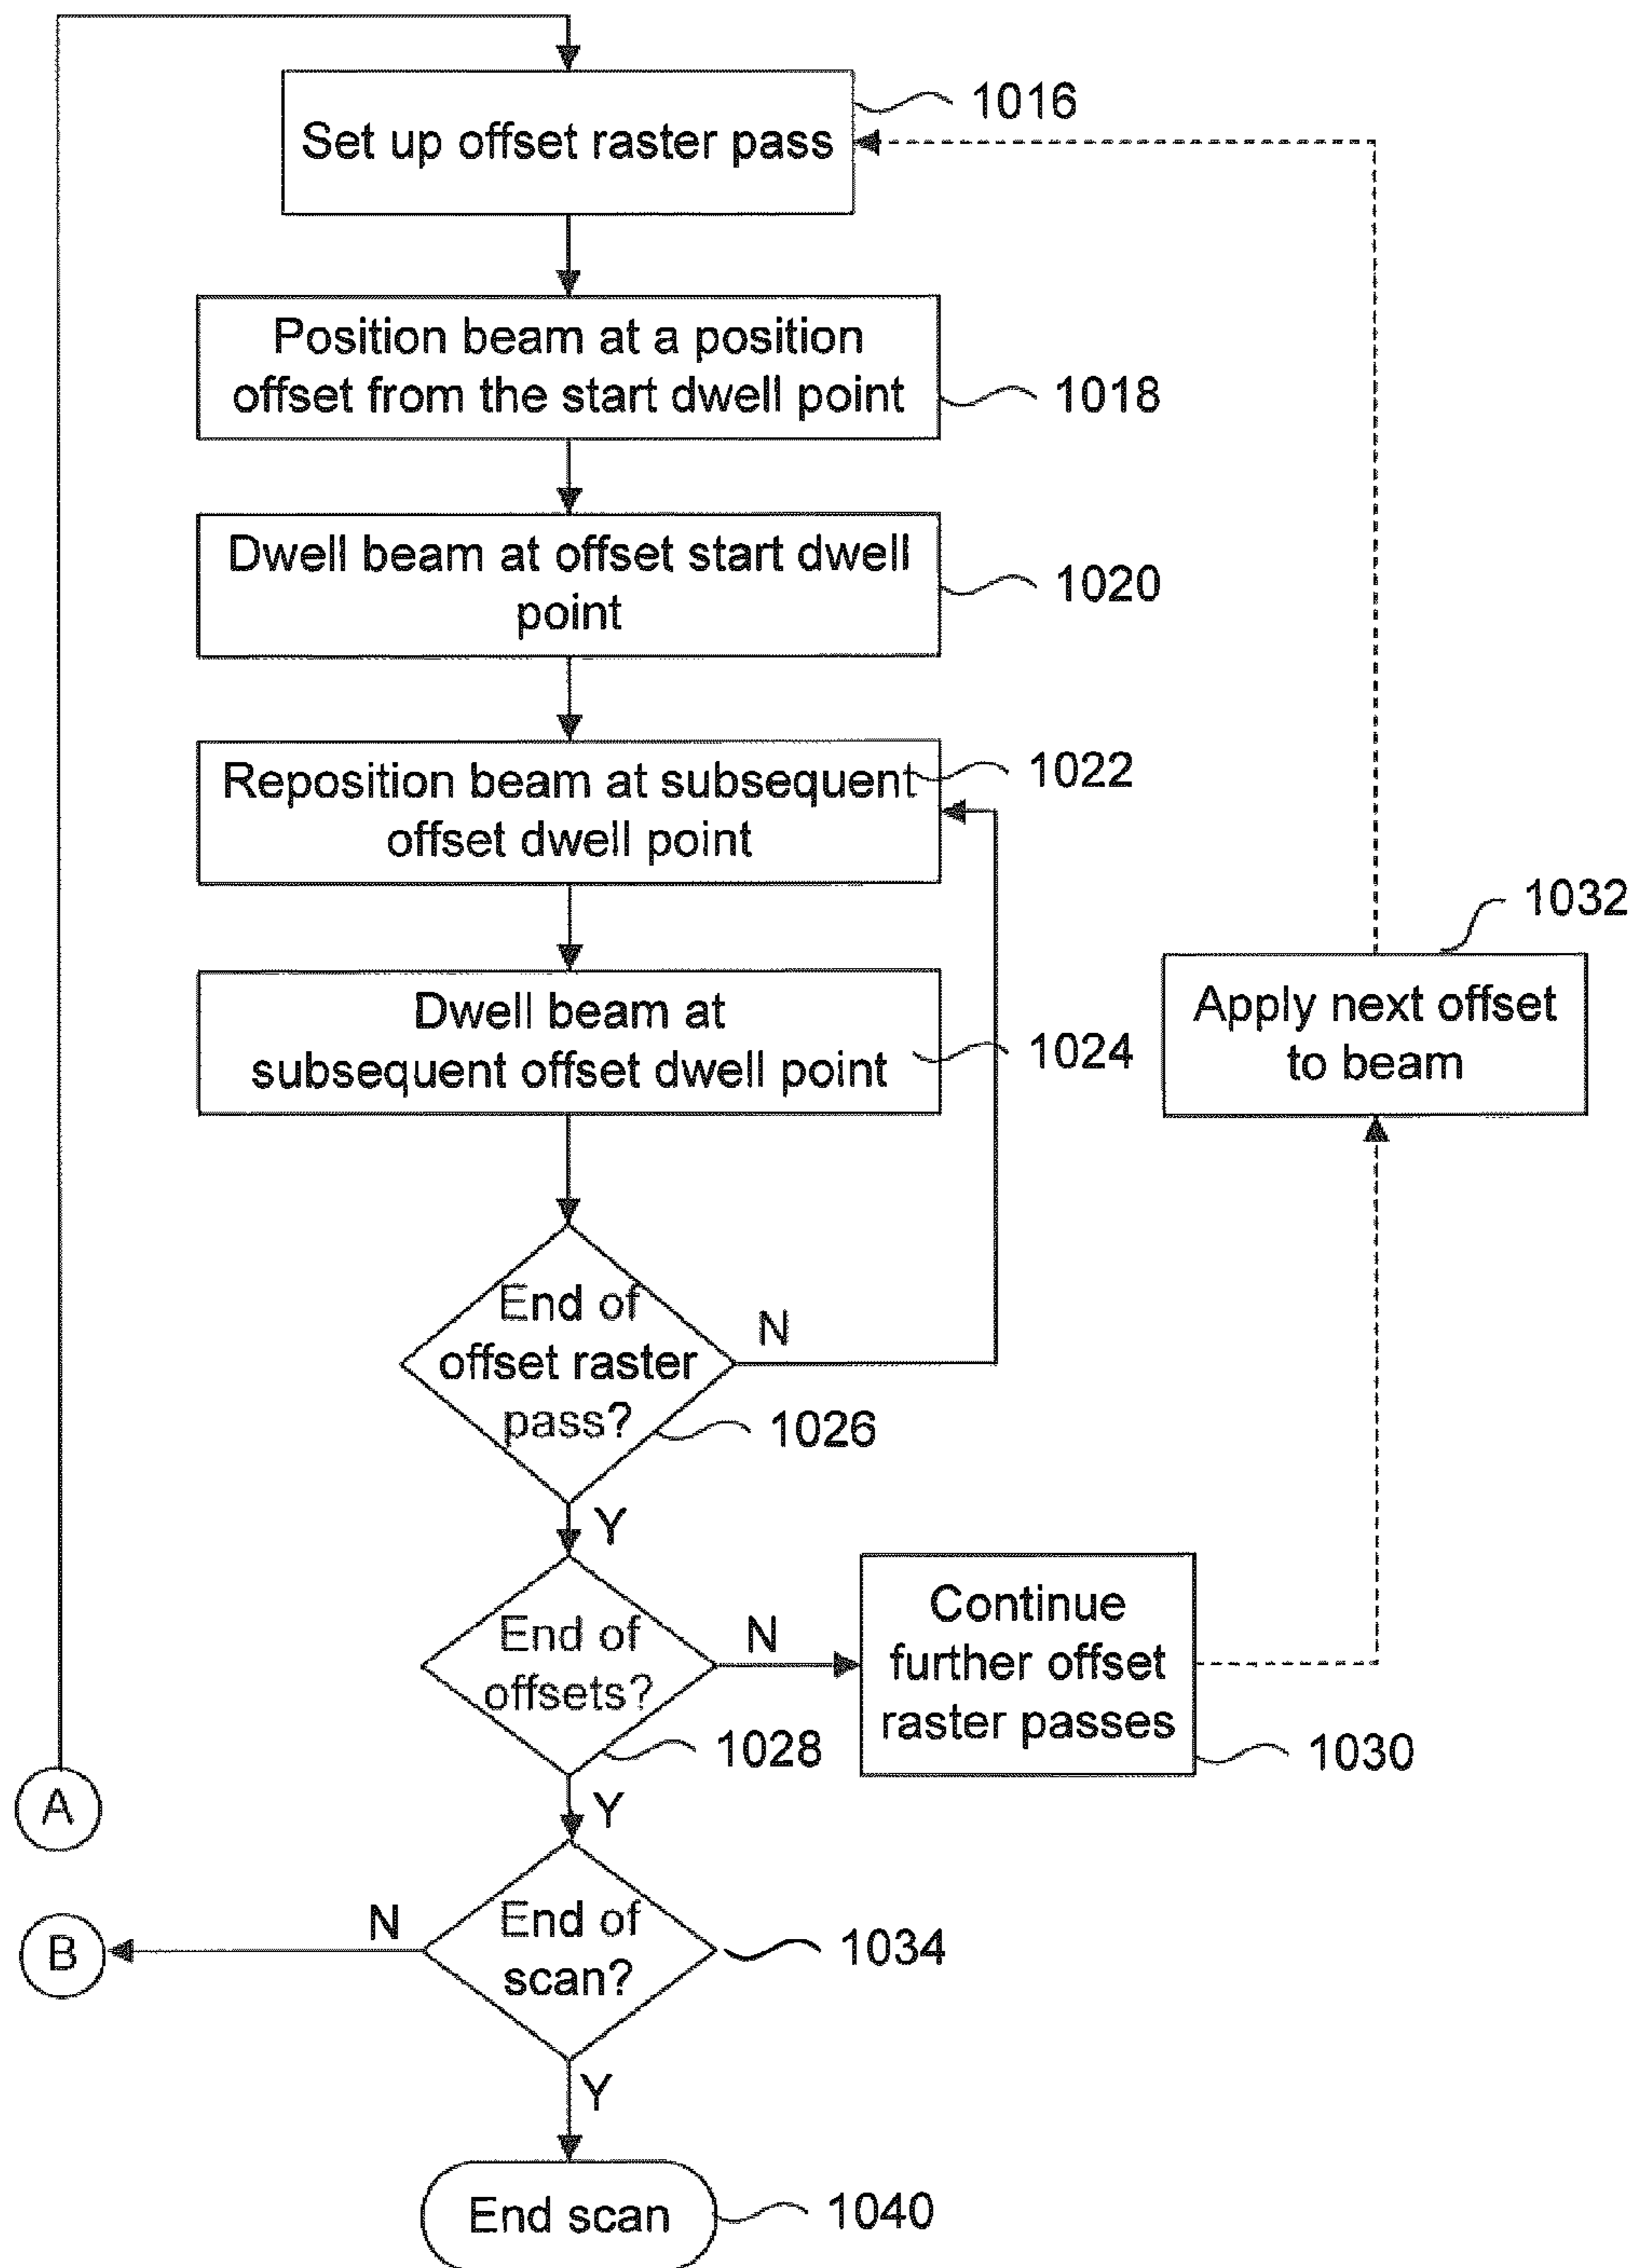 1016
Set up offset raster pass
Position beam at a position
offset from the start dwell point
1018
Dwell beam at offset start dwell
point
1020
Reposition beam at subsequent
offset dwell point
1022
Dwell beam at
subsequent offset dwell point
1024
1032
Apply next offset
to beam
End of
offset raster
pass?
N
1026
Y
End of
offsets?
N
1028
Continue
further offset
raster passes
1030
Y
A
End of
scan?
N
B
1034
Y
End scan
1040